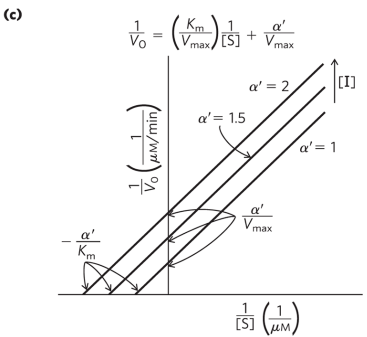 (c)
1/V₀ = (Kₘ/Vₘₐₓ) 1/[S] + α′/Vₘₐₓ
α′ = 2
[I]
α′ = 1.5
α′ = 1
1/V₀ (1/μM/min)
α′/Vₘₐₓ
− α′/Kₘ
1/[S] (1/μM)